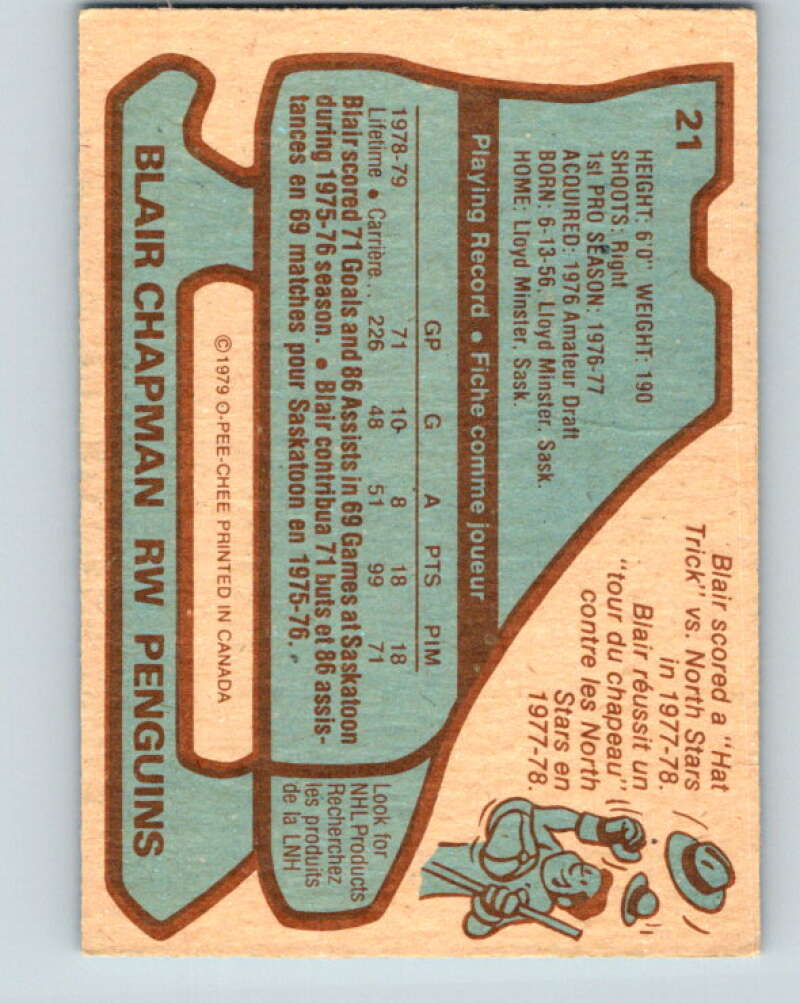 21
HEIGHT: 6'0" WEIGHT: 190
SHOOTS: Right
1st PRO SEASON: 1976-77
ACQUIRED: 1976 Amateur Draft
BORN: 6-13-56, Lloyd Minster, Sask.
HOME: Lloyd Minster, Sask.
Blair scored a "Hat
Trick" vs. North Stars
in 1977-78.
Blair réussit un
"tour du chapeau"
contre les North
Stars en
1977-78.
Playing Record • Fiche comme joueur
GP G A PTS PIM
1978-79 71 10 8 18 18
Lifetime • Carrière... 226 48 51 99 71
Blair scored 71 Goals and 86 Assists in 69 Games at Saskatoon
during 1975-76 season. • Blair contribua 71 buts et 86 assis-
tances en 69 matches pour Saskatoon en 1975-76.
Look for
NHL Products
Recherchez
les produits
de la LNH
©1979 O-PEE-CHEE PRINTED IN CANADA
BLAIR CHAPMAN RW PENGUINS